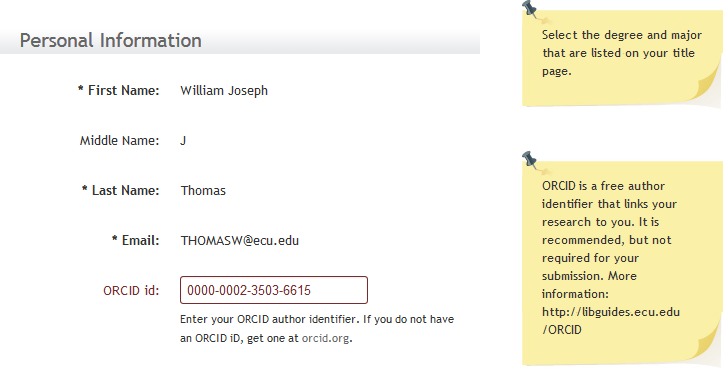 Personal Information
* First Name: William Joseph
Middle Name: J
* Last Name: Thomas
* Email: THOMASW@ecu.edu
ORCID id: 0000-0002-3503-6615
Enter your ORCID author identifier. If you do not have
an ORCID iD, get one at orcid.org.
Select the degree and major
that are listed on your title
page.
ORCID is a free author
identifier that links your
research to you. It is
recommended, but not
required for your
submission. More
information:
http://libguides.ecu.edu
/ORCID